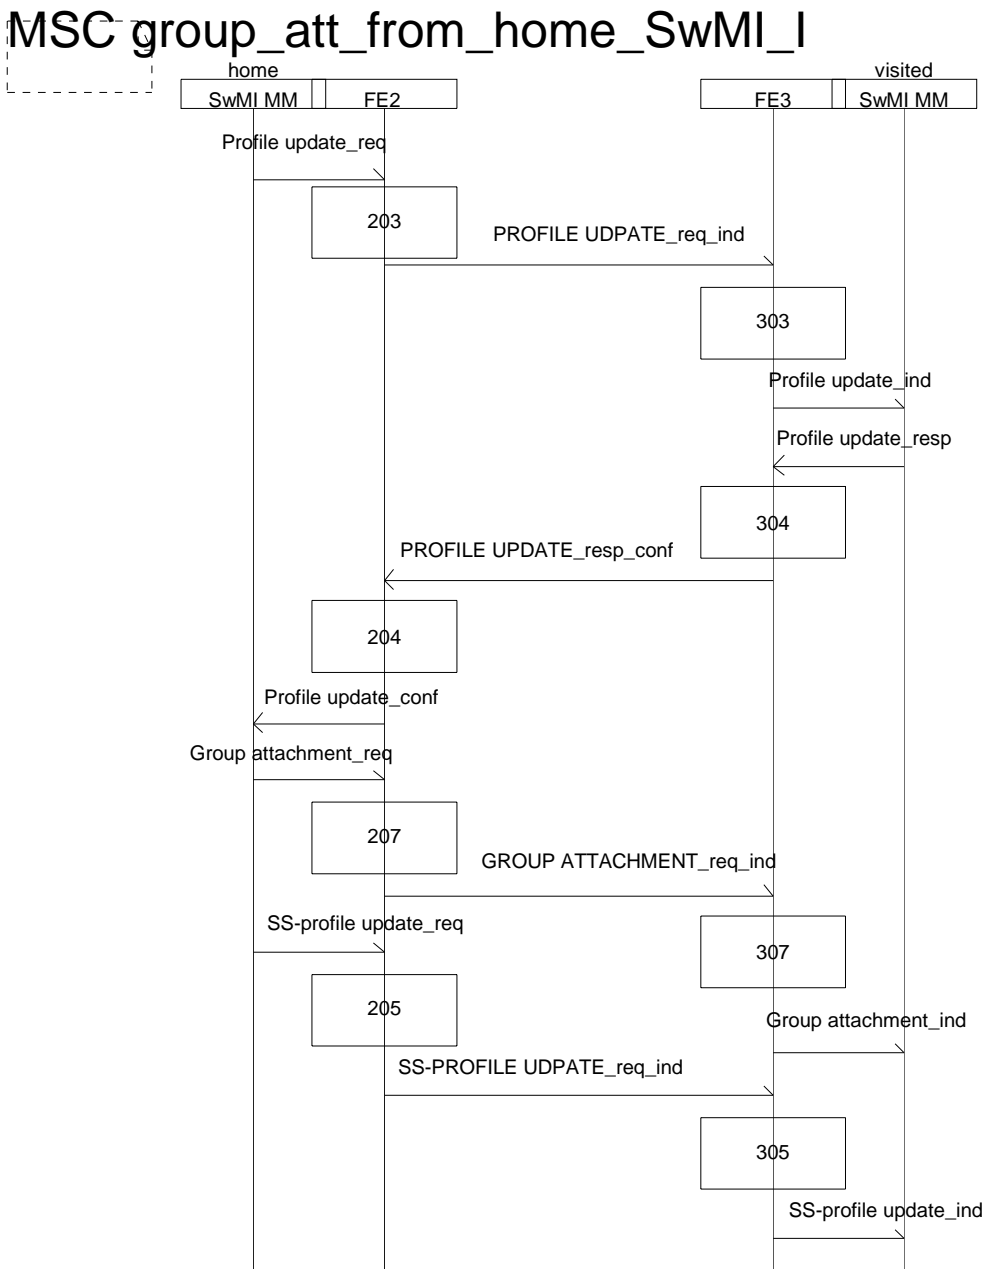 MSC group_att_from_home_SwMI_I
home
visited
SwMI MM
FE2
FE3
SwMI MM
Profile update_req
203
PROFILE UDPATE_req_ind
303
Profile update_ind
Profile update_resp
304
PROFILE UPDATE_resp_conf
204
Profile update_conf
Group attachment_req
207
GROUP ATTACHMENT_req_ind
SS-profile update_req
307
205
Group attachment_ind
SS-PROFILE UDPATE_req_ind
305
SS-profile update_ind